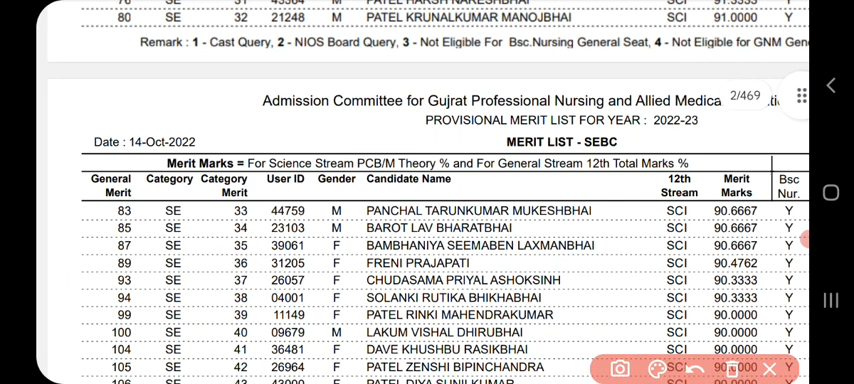 80 SE 32 21248 M PATEL KRUNALKUMAR MANOJBHAI SCI 91.0000 Y
Remark : 1 - Cast Query, 2 - NIOS Board Query, 3 - Not Eligible For Bsc.Nursing General Seat, 4 - Not Eligible for GNM Gen
2/469
Admission Committee for Gujrat Professional Nursing and Allied Medica
PROVISIONAL MERIT LIST FOR YEAR : 2022-23
Date : 14-Oct-2022 MERIT LIST - SEBC
Merit Marks = For Science Stream PCB/M Theory % and For General Stream 12th Total Marks %
General Merit Category Category Merit User ID Gender Candidate Name 12th Stream Merit Marks Bsc Nur.
83 SE 33 44759 M PANCHAL TARUNKUMAR MUKESHBHAI SCI 90.6667 Y
85 SE 34 23103 M BAROT LAV BHARATBHAI SCI 90.6667 Y
87 SE 35 39061 F BAMBHANIYA SEEMABEN LAXMANBHAI SCI 90.6667 Y
89 SE 36 31205 F FRENI PRAJAPATI SCI 90.4762 Y
93 SE 37 26057 F CHUDASAMA PRIYAL ASHOKSINH SCI 90.3333 Y
94 SE 38 04001 F SOLANKI RUTIKA BHIKHABHAI SCI 90.3333 Y
99 SE 39 11149 F PATEL RINKI MAHENDRAKUMAR SCI 90.0000 Y
100 SE 40 09679 M LAKUM VISHAL DHIRUBHAI SCI 90.0000 Y
104 SE 41 36481 F DAVE KHUSHBU RASIKBHAI SCI 90.0000 Y
105 SE 42 26964 F PATEL ZENSHI BIPINCHANDRA SCI 90.0000 Y